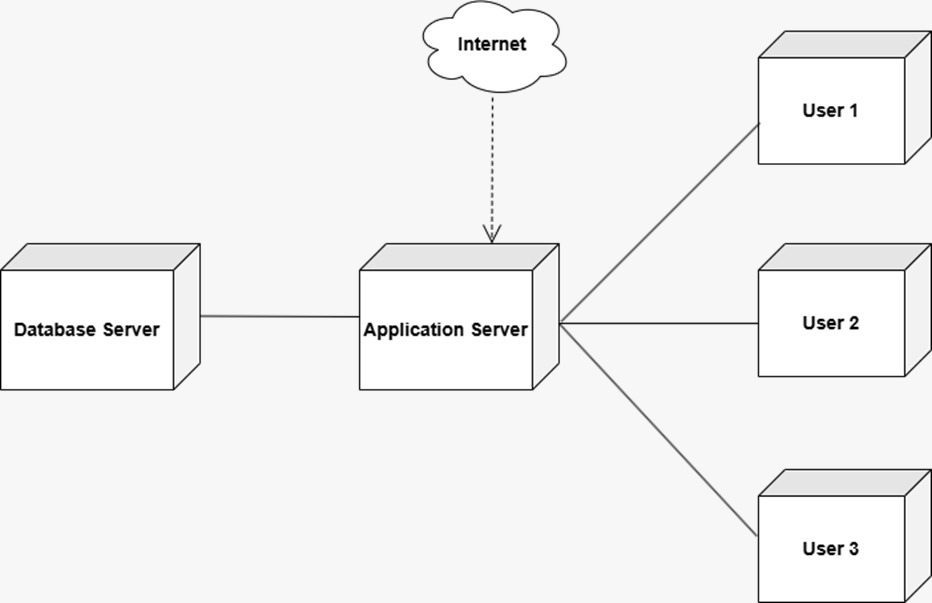 Internet
User 1
Database Server
Application Server
User 2
User 3